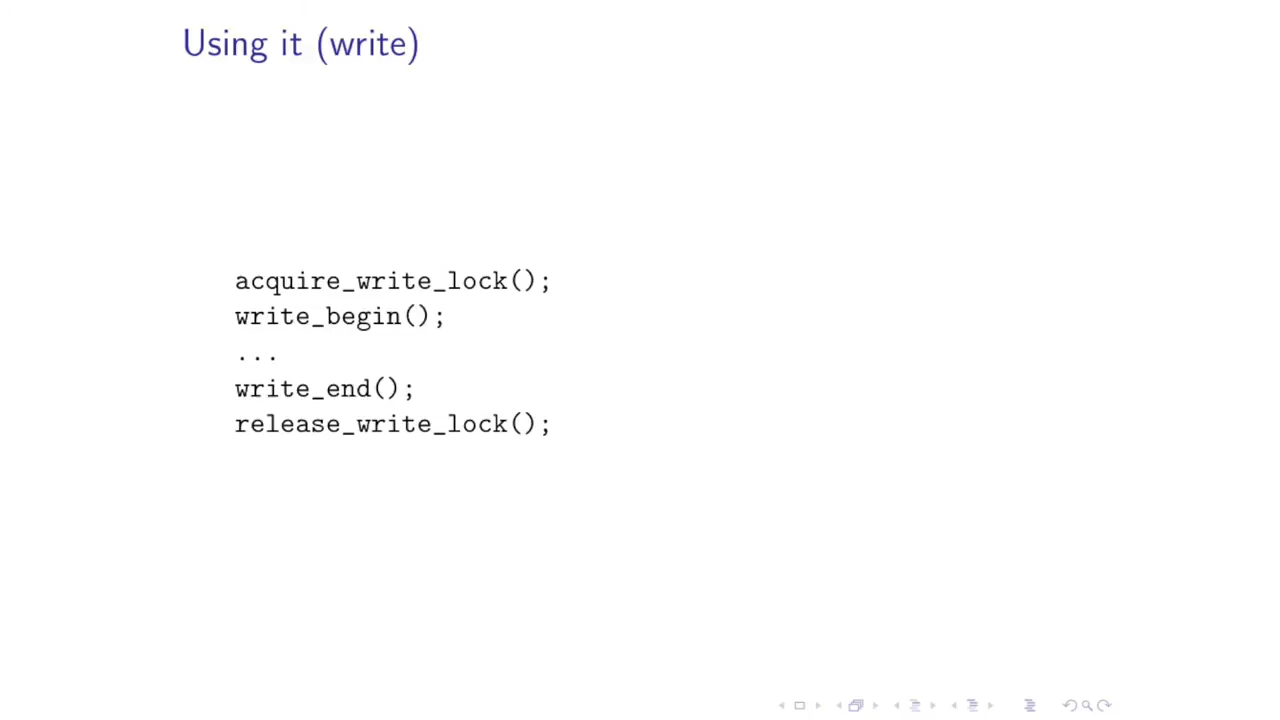 Using it (write)
acquire_write_lock();
write_begin();
...
write_end();
release_write_lock();